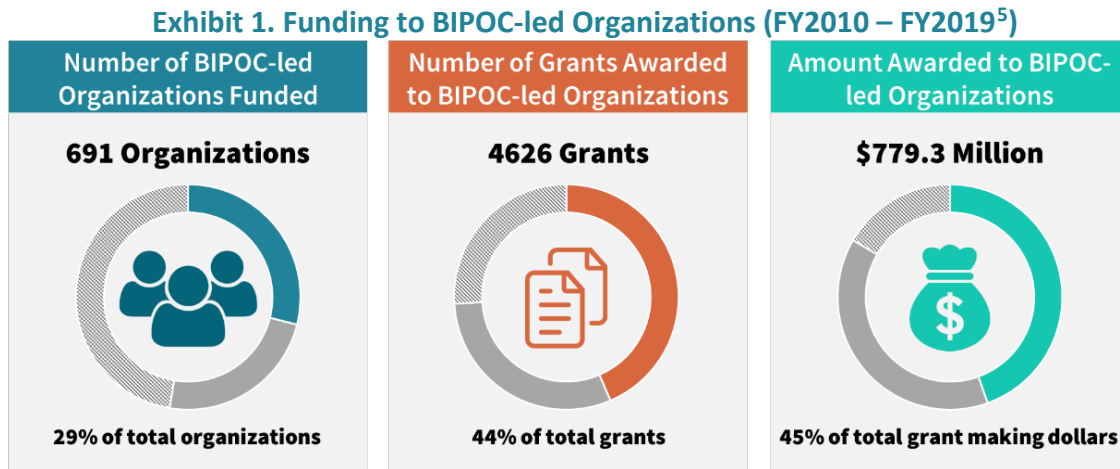 Exhibit 1. Funding to BIPOC-led Organizations (FY2010 – FY2019⁵)
Number of BIPOC-led
Organizations Funded
691 Organizations
29% of total organizations
Number of Grants Awarded
to BIPOC-led Organizations
4626 Grants
44% of total grants
Amount Awarded to BIPOC-
led Organizations
$779.3 Million
$
45% of total grant making dollars